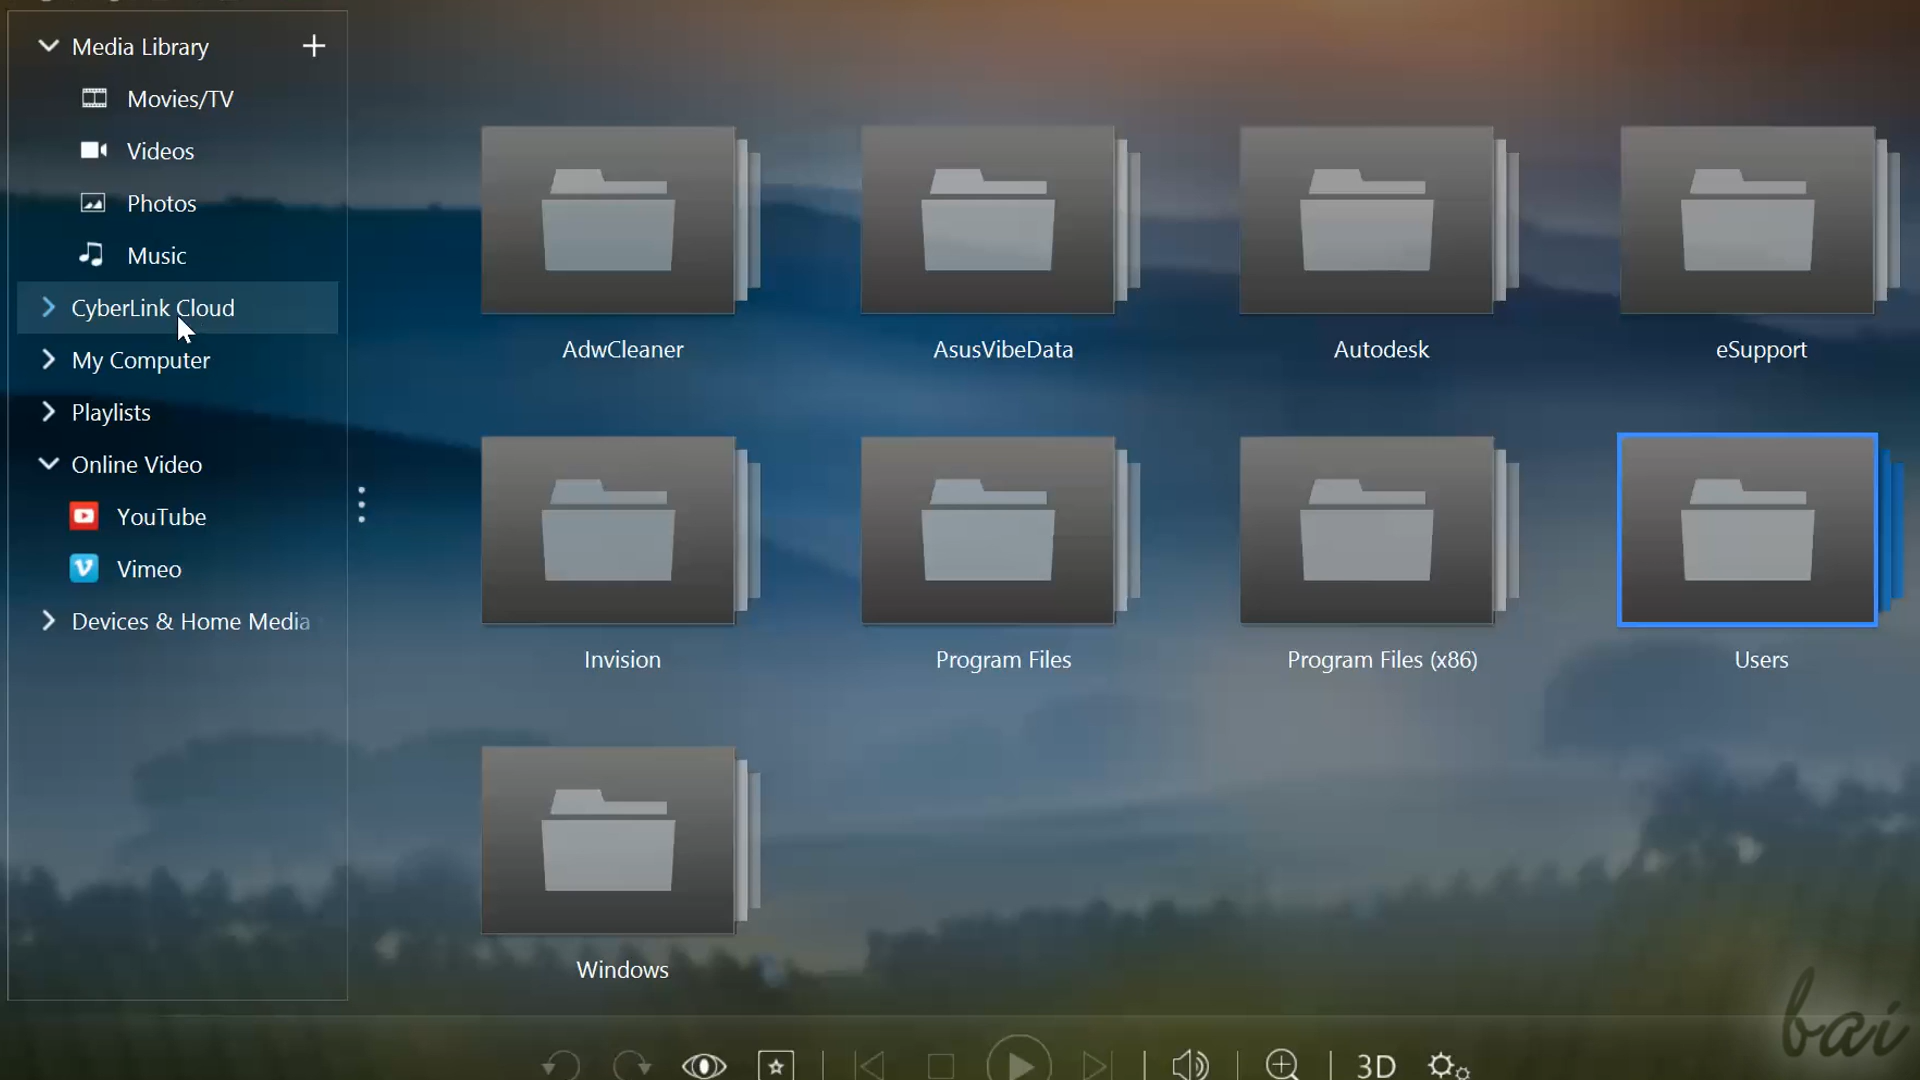 Media Library
Movies/TV
Videos
Photos
Music
CyberLink Cloud
My Computer
Playlists
Online Video
YouTube
Vimeo
Devices & Home Media
AdwCleaner
AsusVibeData
Autodesk
eSupport
Invision
Program Files
Program Files (x86)
Users
Windows
3D
bai